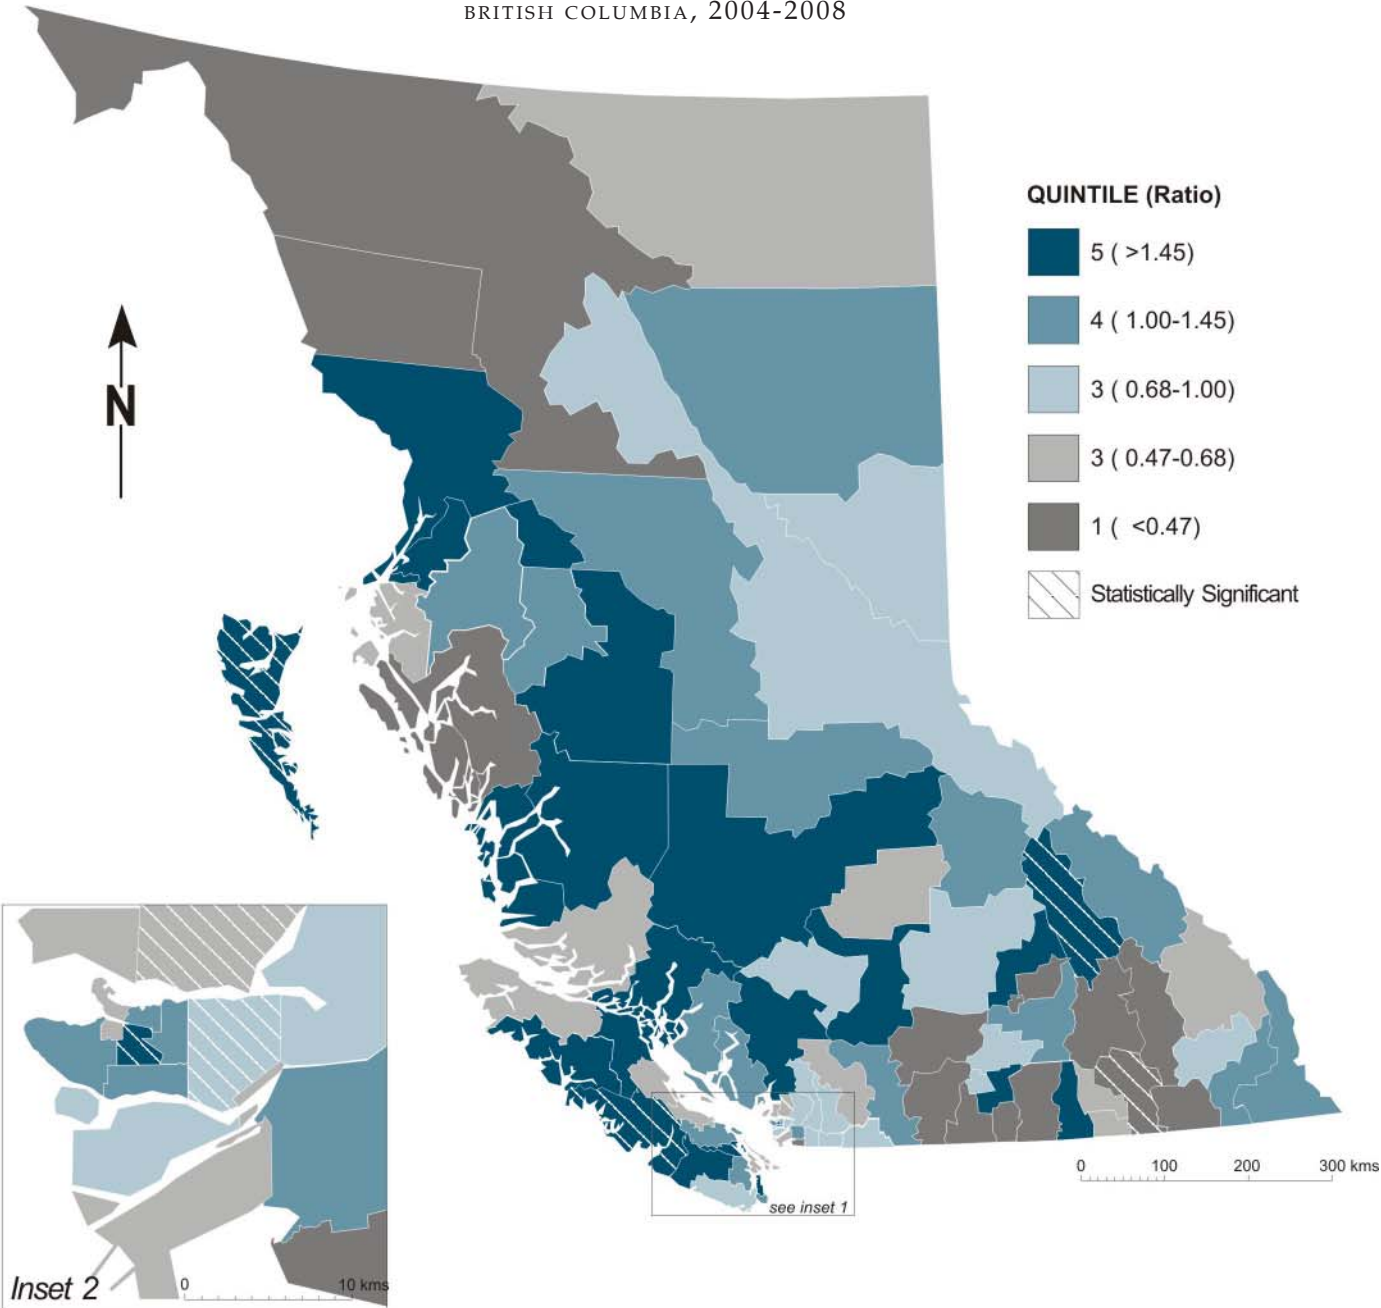 BRITISH COLUMBIA, 2004-2008
QUINTILE (Ratio)
5 ( >1.45)
4 ( 1.00-1.45)
3 ( 0.68-1.00)
3 ( 0.47-0.68)
1 ( <0.47)
Statistically Significant
N
0 100 200 300 kms
see inset 1
Inset 2
0 10 kms